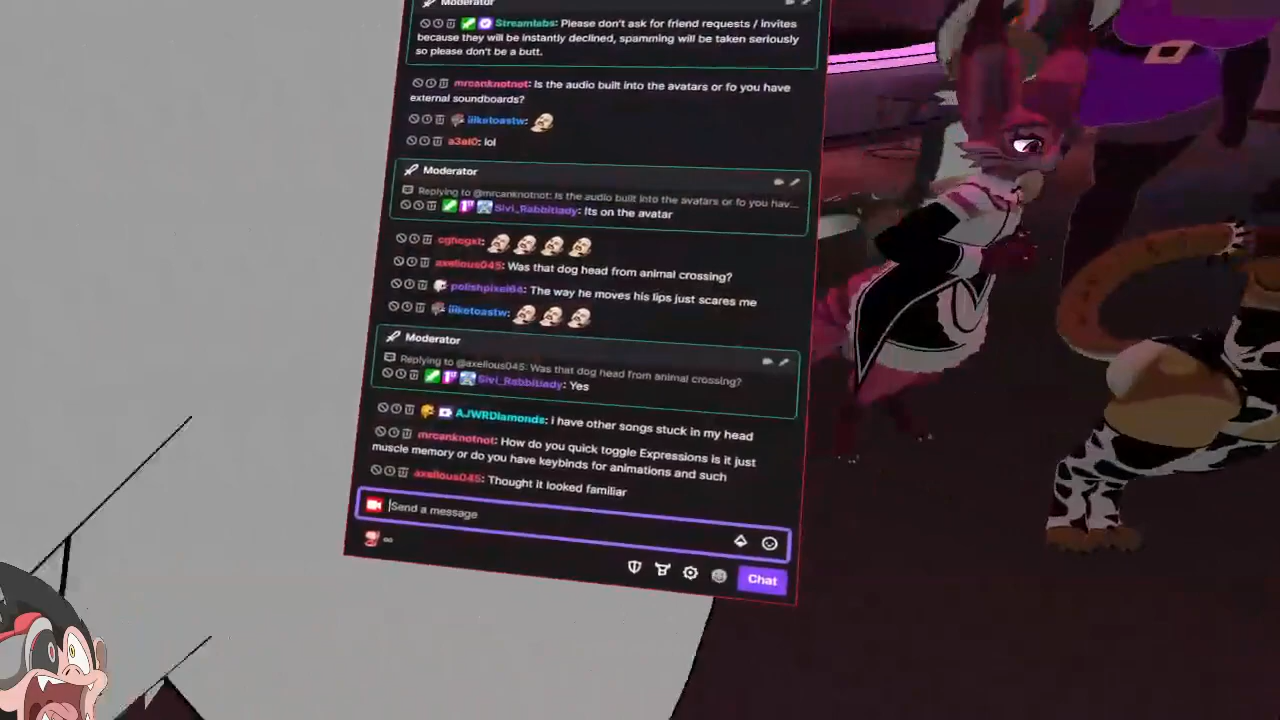 Moderator
Streamlabs: Please don't ask for friend requests / invites
because they will be instantly declined, spamming will be taken seriously
so please don't be a butt.
mrcanknotnot: Is the audio built into the avatars or fo you have
external soundboards?
iliketoastw:
a3al0: lol
Moderator
Replying to @mrcanknotnot: Is the audio built into the avatars or fo you hav...
Sivi_Rabbitlady: Its on the avatar
axelious045: Was that dog head from animal crossing?
polishpixel64: The way he moves his lips just scares me
iliketoastw:
Moderator
Replying to @axelious045: Was that dog head from animal crossing?
Sivi_Rabbitlady: Yes
AJWRDiamonds: i have other songs stuck in my head
mrcanknotnot: How do you quick toggle Expressions is it just
muscle memory or do you have keybinds for animations and such
axelious045: Thought it looked familiar
Send a message
∞
Chat